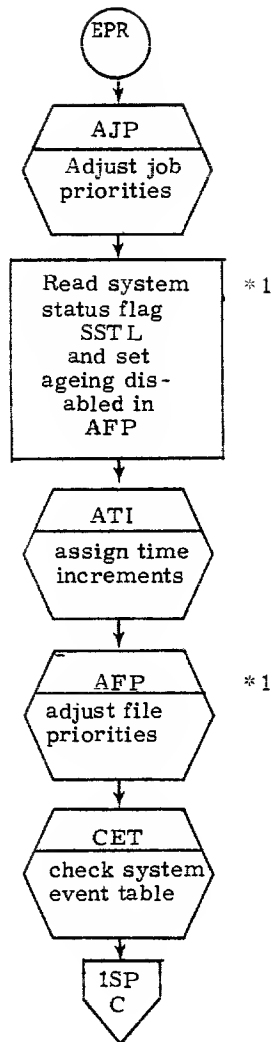 EPR
AJP
Adjust job
priorities
Read system
status flag
SSTL
and set
ageing dis-
abled in
AFP
*1
ATI
assign time
increments
AFP
adjust file
priorities
*1
CET
check system
event table
1SP
C